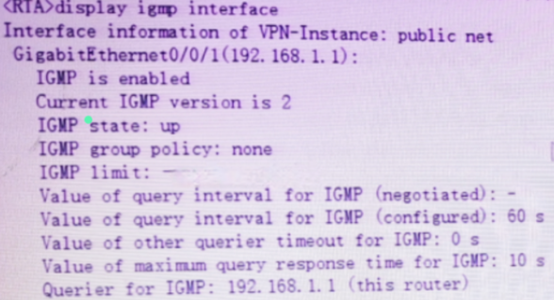 <RTA>display igmp interface
Interface information of VPN-Instance: public net
GigabitEthernet0/0/1(192.168.1.1):
IGMP is enabled
Current IGMP version is 2
IGMP state: up
IGMP group policy: none
IGMP limit: -
Value of query interval for IGMP (negotiated): -
Value of query interval for IGMP (configured): 60 s
Value of other querier timeout for IGMP: 0 s
Value of maximum query response time for IGMP: 10 s
Querier for IGMP: 192.168.1.1 (this router)